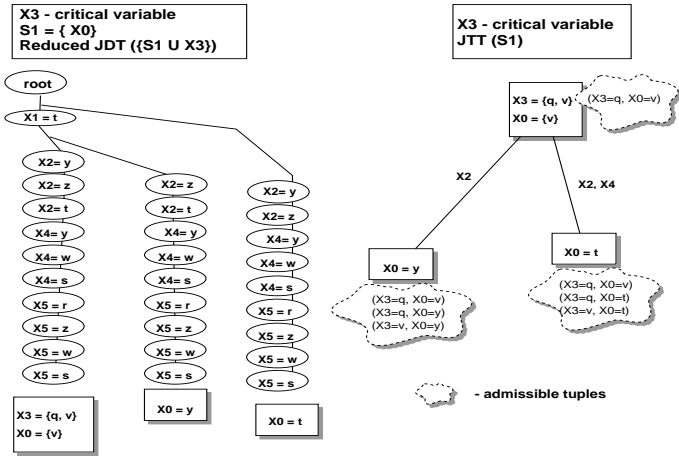 X3 - critical variable
S1 = { X0}
Reduced JDT ({S1 U X3})
root
X1 = t
X2= y
X2= z
X2= t
X4= y
X4= w
X4= s
X5 = r
X5 = z
X5 = w
X5 = s
X3 = {q, v}
X0 = {v}
X2= z
X2= t
X4= y
X4= w
X4= s
X5 = r
X5 = z
X5 = w
X5 = s
X0 = y
X2= y
X2= z
X4= y
X4= w
X4= s
X5 = r
X5 = z
X5 = w
X5 = s
X0 = t
X3 - critical variable
JTT (S1)
X3 = {q, v}
X0 = {v}
(X3=q, X0=v)
X2
X2, X4
X0 = y
(X3=q, X0=v)
(X3=q, X0=y)
(X3=v, X0=y)
X0 = t
(X3=q, X0=v)
(X3=q, X0=t)
(X3=v, X0=t)
- admissible tuples